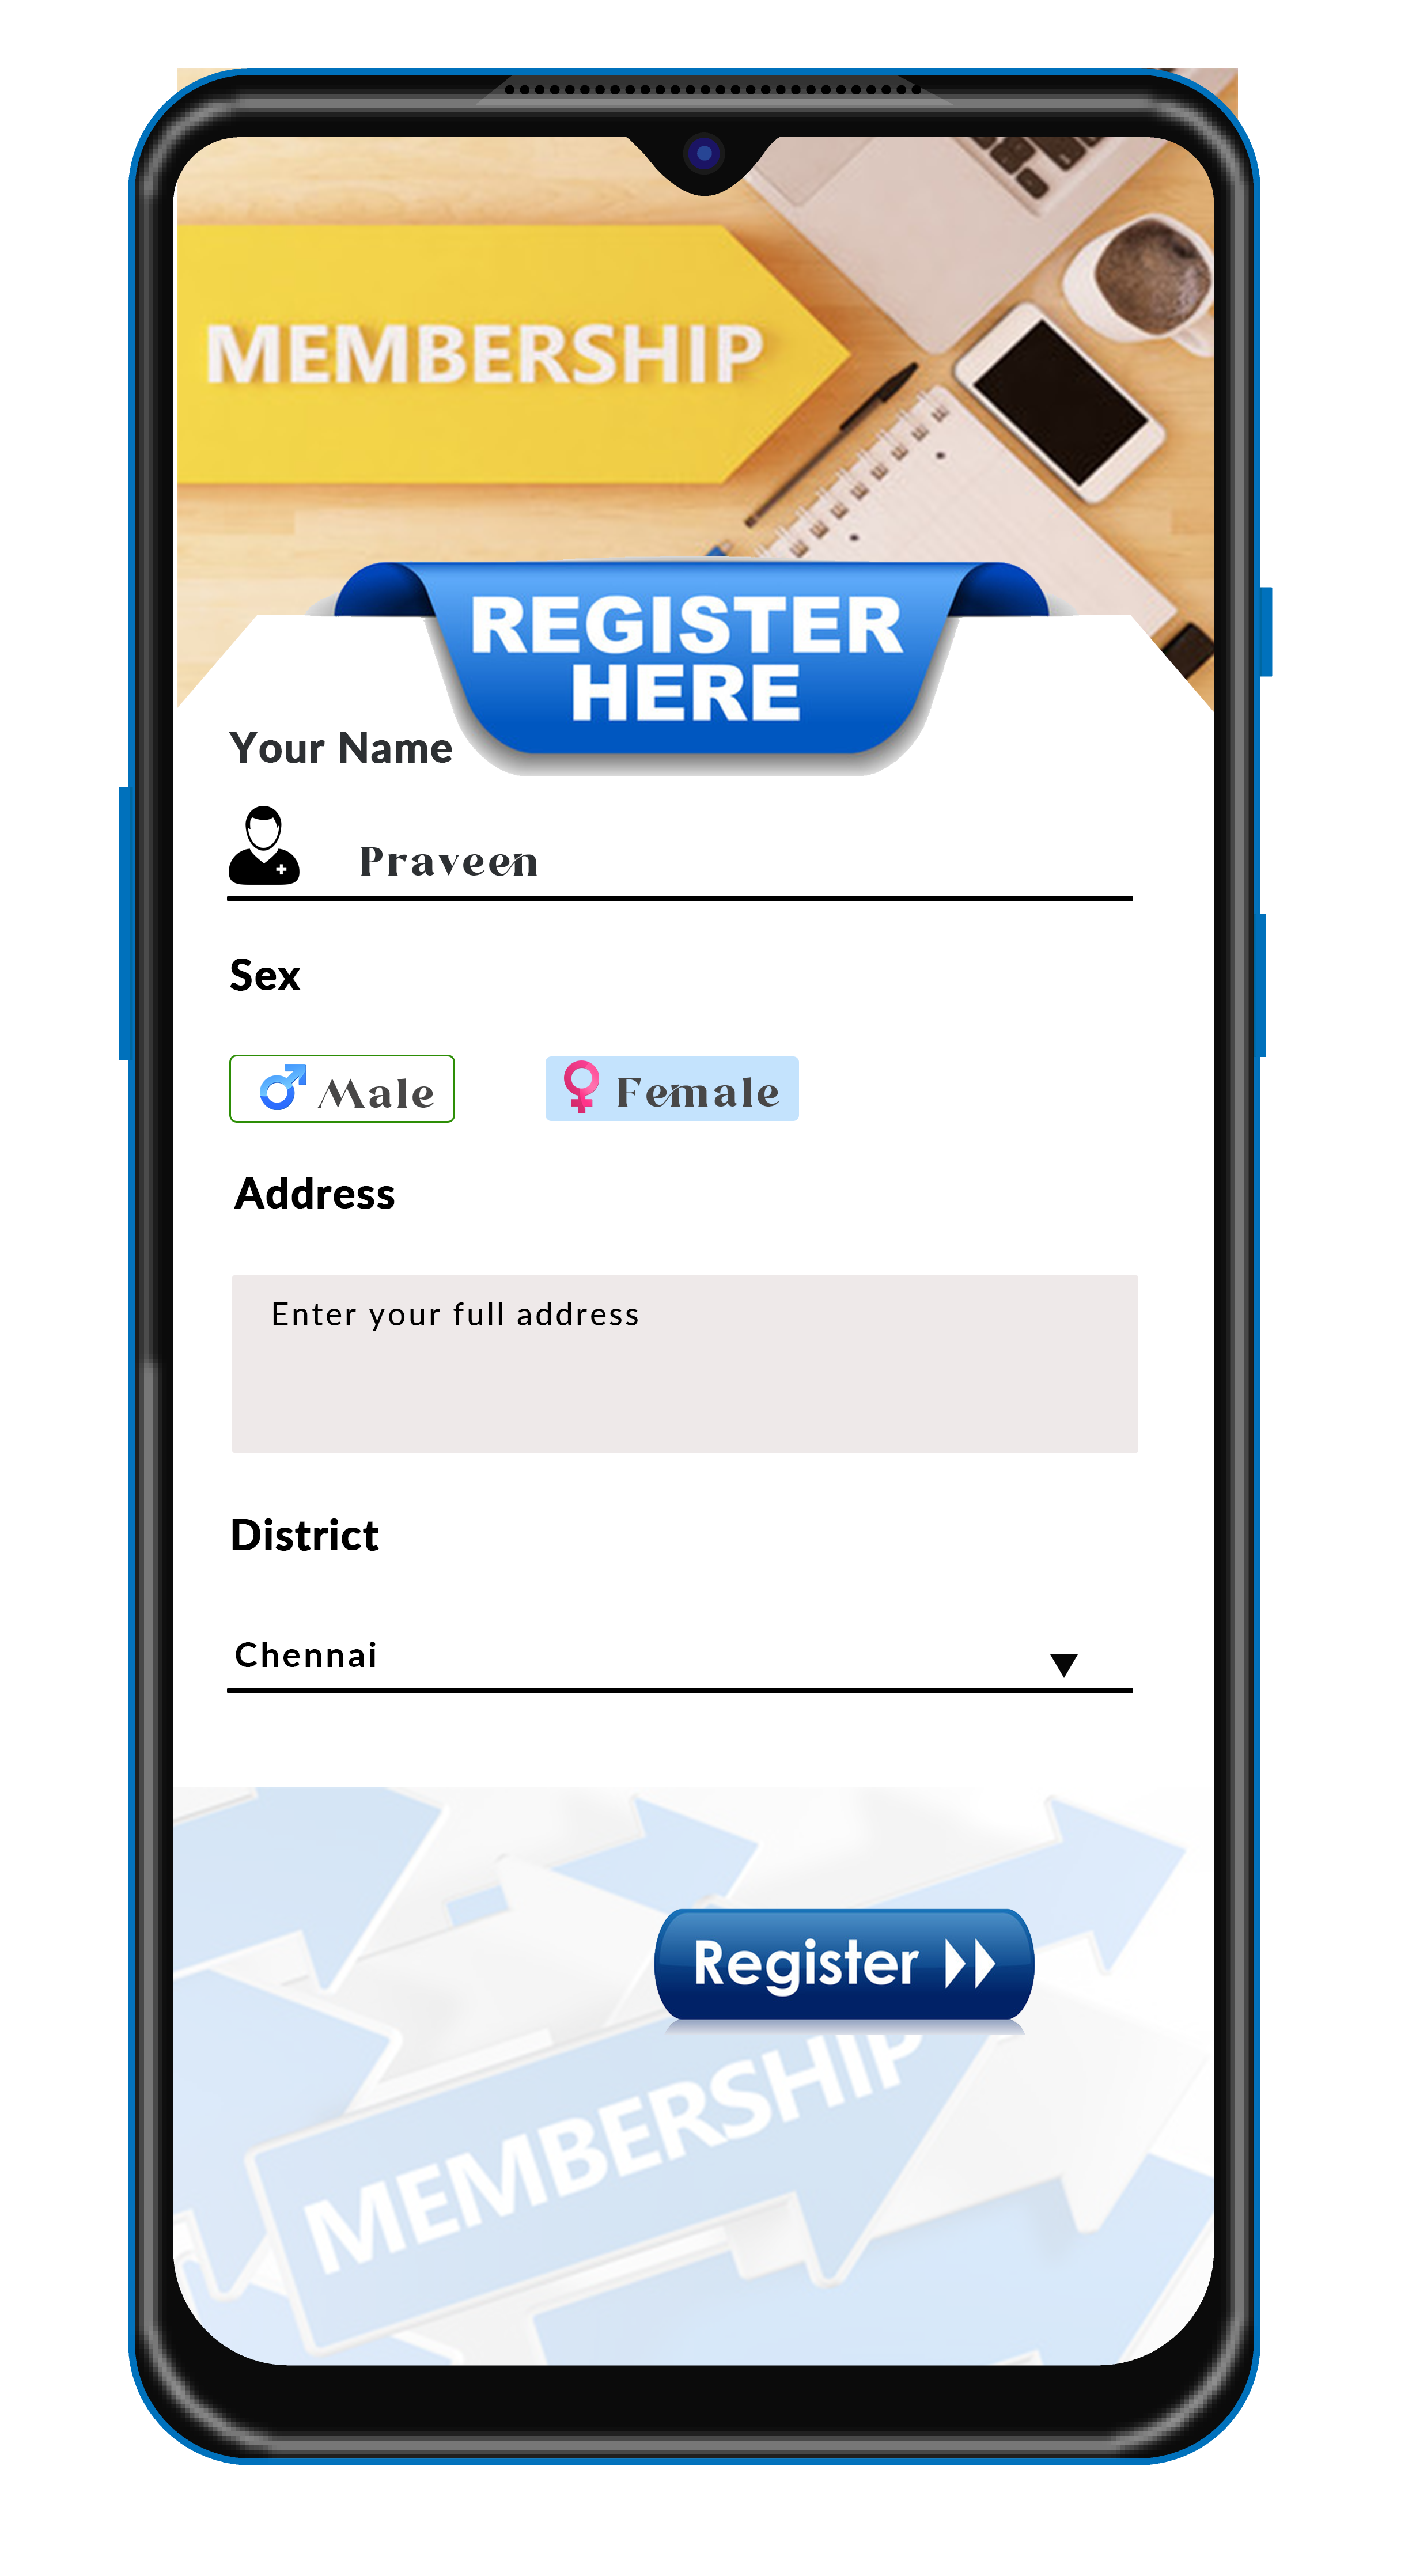 MEMBERSHIP
REGISTER
HERE
Your Name
Praveen
Sex
Male
Female
Address
Enter your full address
District
Chennai
Register
MEMBERSHIP